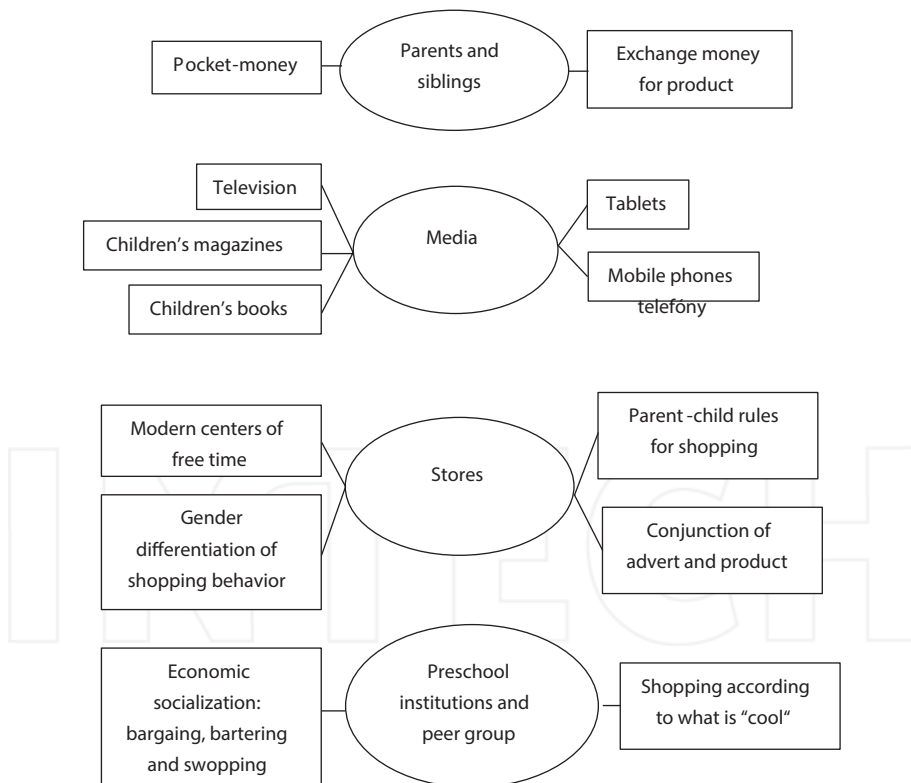 Pocket-money
Parents and
siblings
Exchange money
for product
Television
Children's magazines
Children's books
Media
Tablets
Mobile phones
telefóny
Modern centers of
free time
Gender
differentiation of
shopping behavior
Stores
Parent -child rules
for shopping
Conjunction of
advert and product
Economic
socialization:
bargaing, bartering
and swopping
Preschool
institutions and
peer group
Shopping according
to what is “cool“
INTECH